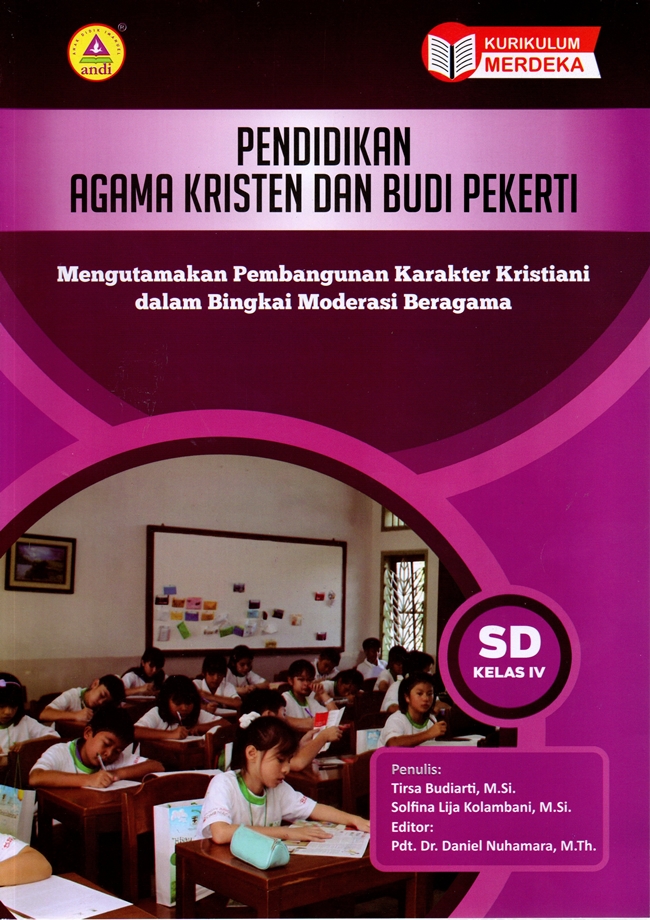 andi
®
KURIKULUM
MERDEKA
PENDIDIKAN
AGAMA KRISTEN DAN BUDI PEKERTI
Mengutamakan Pembangunan Karakter Kristiani
dalam Bingkai Moderasi Beragama
SD
KELAS IV
Penulis:
Tirsa Budiarti, M.Si.
Solfina Lija Kolambani, M.Si.
Editor:
Pdt. Dr. Daniel Nuhamara, M.Th.